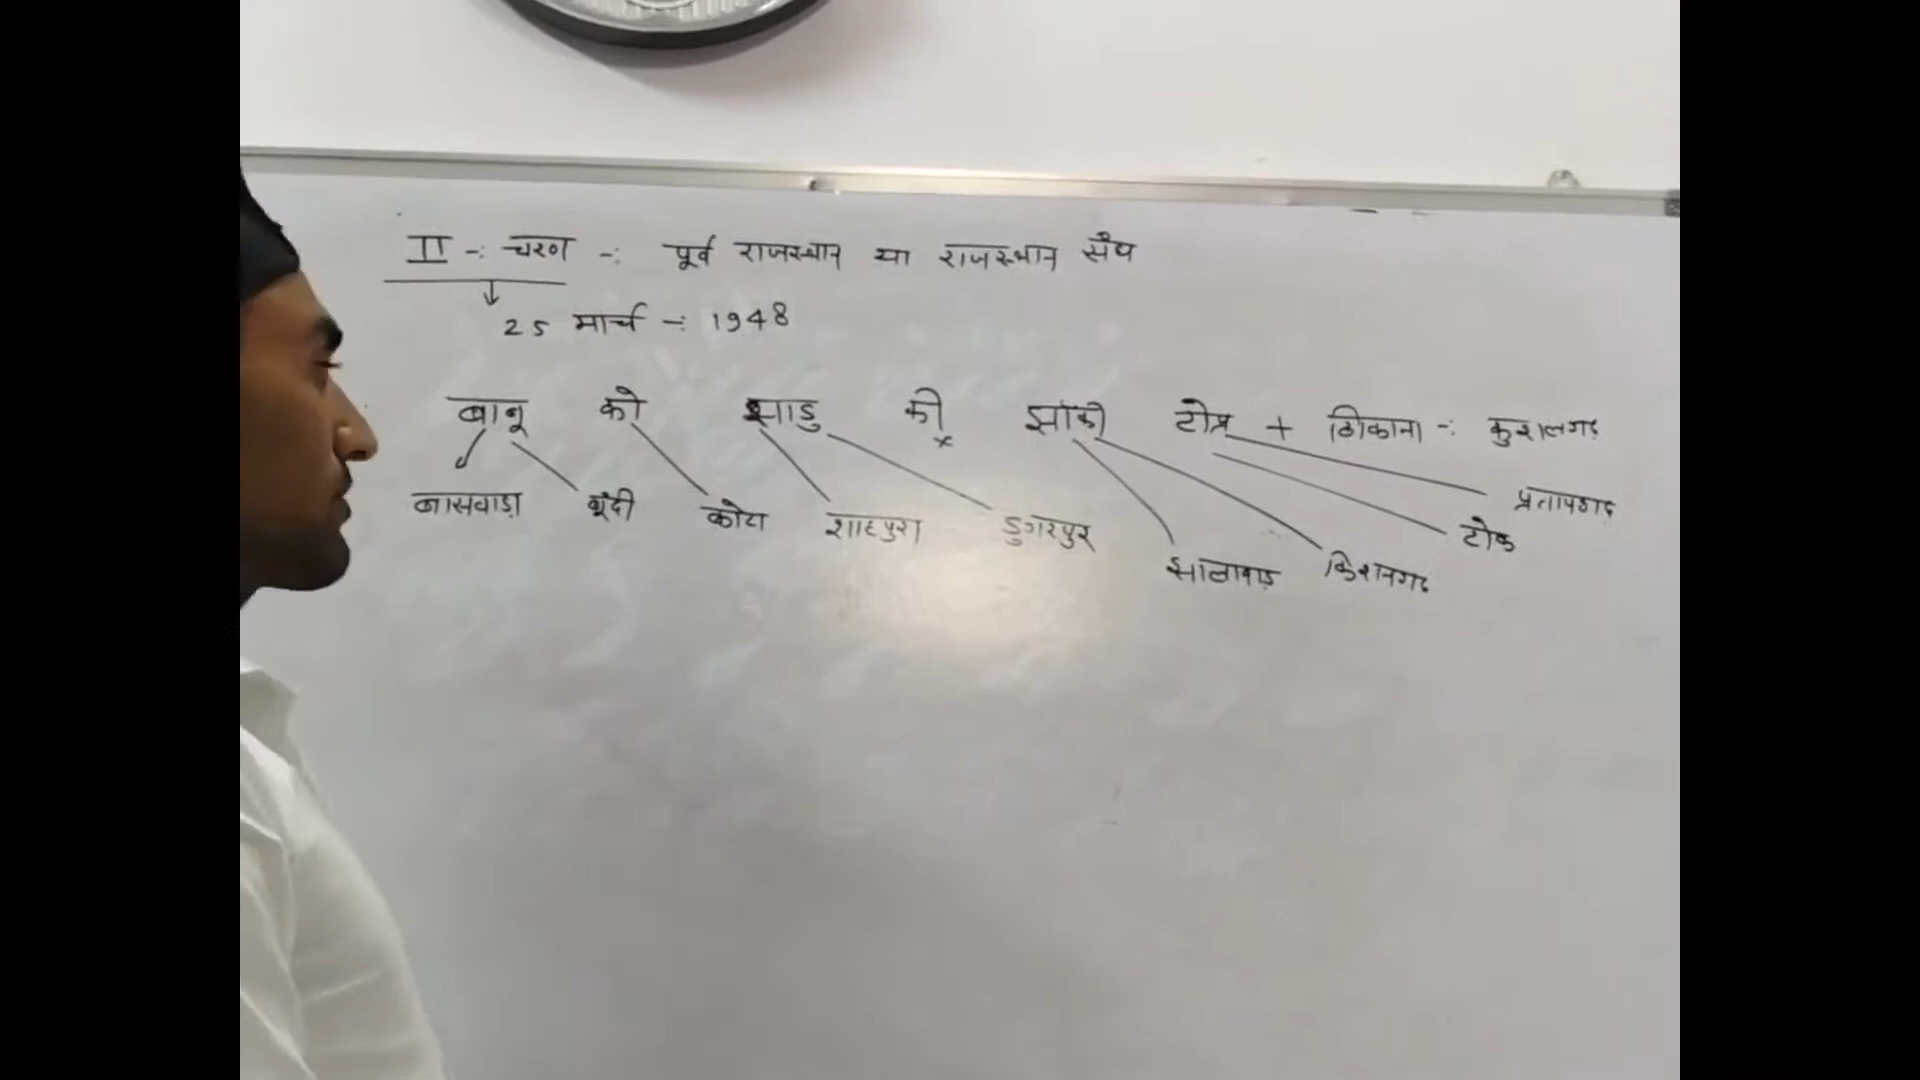 II -: चरण -: पूर्व राजस्थान या राजस्थान संघ
25 मार्च -: 1948
बाबू को शाडु की झाकी टोप्र + ठिकाना -: कुशलगढ़
बासवाड़ा बूंदी कोटा शाहपुरा डुगरपुर झालावाड़ किशनगढ टोंक प्रतापगढ़